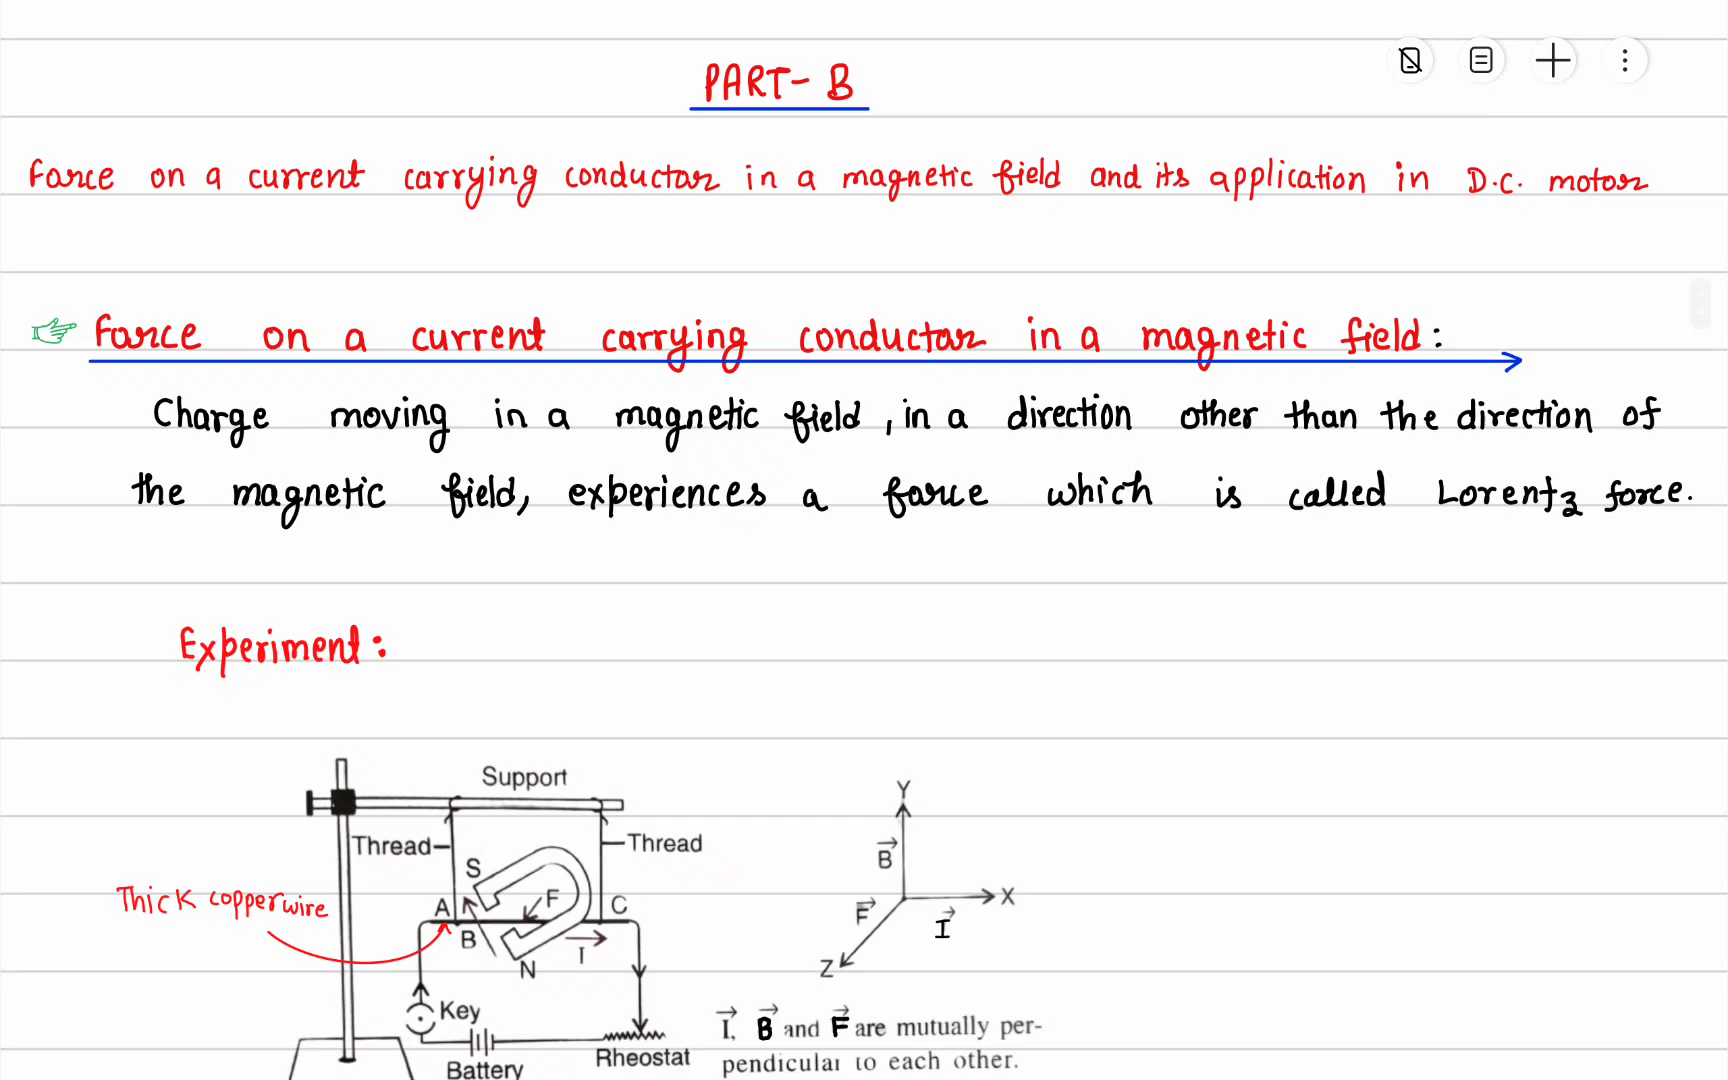 PART- B
Force on a current carrying conductor in a magnetic field and its application in D.C. motor
Force on a current carrying conductor in a magnetic field :
Charge moving in a magnetic field, in a direction other than the direction of
the magnetic field, experiences a force which is called Lorentz force.
Experiment:
Support
Thread
Thread
S
F
A
C
B
I
N
Thick copper wire
Key
Battery
Rheostat
Y
B
X
F
I
Z
I, B and F are mutually per-
pendicular to each other.